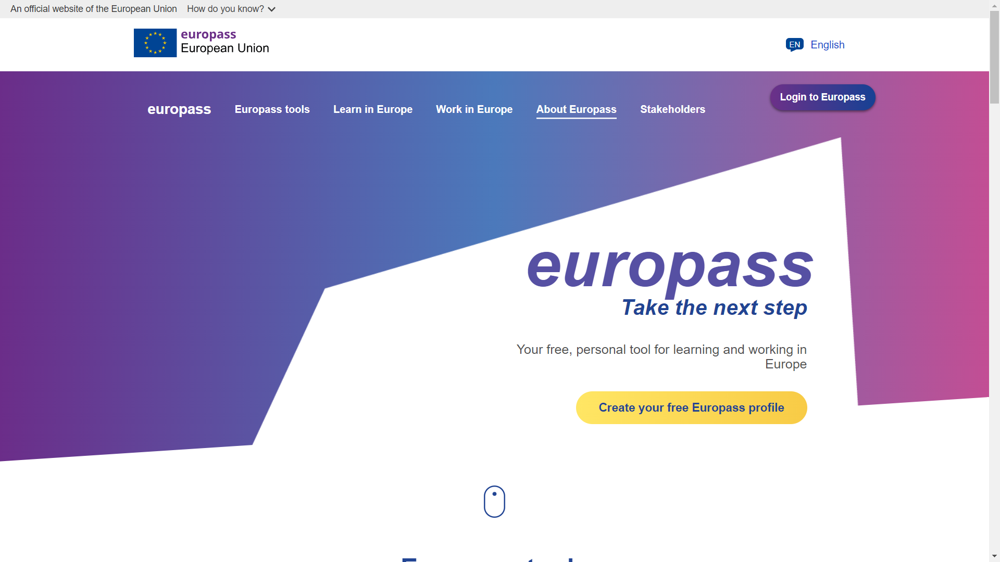 An official website of the European Union How do you know?
europass
European Union
EN English
Login to Europass
europass Europass tools Learn in Europe Work in Europe About Europass Stakeholders
europass
Take the next step
Your free, personal tool for learning and working in
Europe
Create your free Europass profile